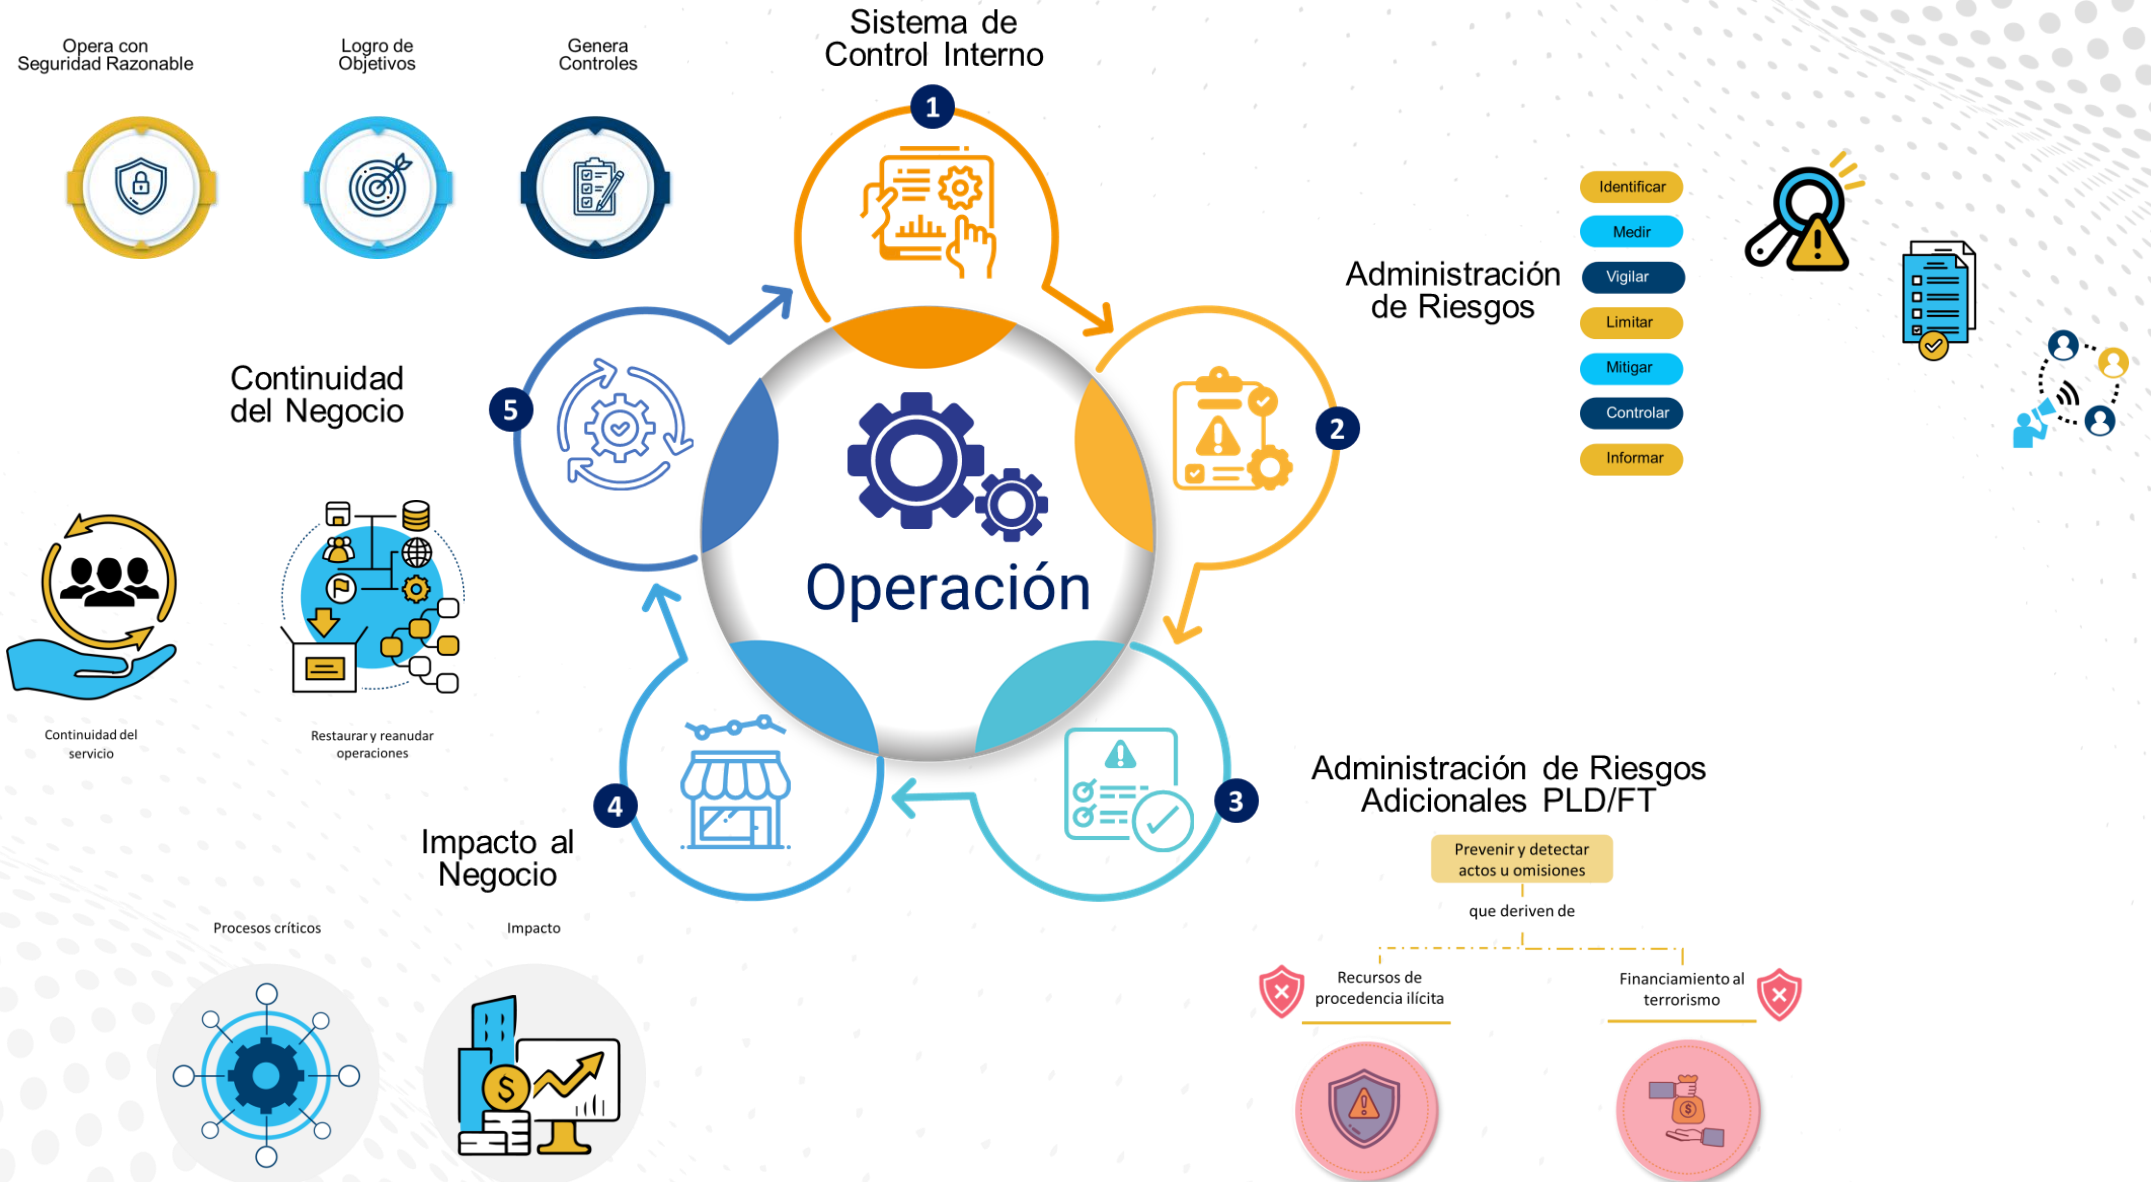 Sistema de
Control Interno
Opera con
Seguridad Razonable
Logro de
Objetivos
Genera
Controles
1
Administración
de Riesgos
Identificar
Medir
Vigilar
Limitar
Mitigar
Controlar
Informar
2
Operación
Administración de Riesgos
Adicionales PLD/FT
3
Prevenir y detectar
actos u omisiones
que deriven de
Recursos de
procedencia ilícita
Financiamiento al
terrorismo
$
Impacto al
Negocio
4
Procesos críticos
Impacto
$
Continuidad
del Negocio
5
Continuidad del
servicio
Restaurar y reanudar
operaciones